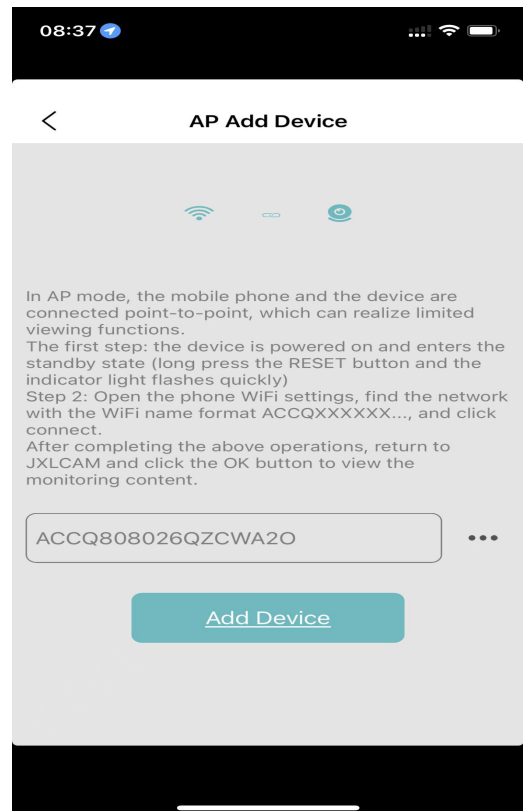 08:37
AP Add Device
In AP mode, the mobile phone and the device are
connected point-to-point, which can realize limited
viewing functions.
The first step: the device is powered on and enters the
standby state (long press the RESET button and the
indicator light flashes quickly)
Step 2: Open the phone WiFi settings, find the network
with the WiFi name format ACCQXXXXXX..., and click
connect.
After completing the above operations, return to
JXLCAM and click the OK button to view the
monitoring content.
ACCQ808026QZCWA2O
Add Device